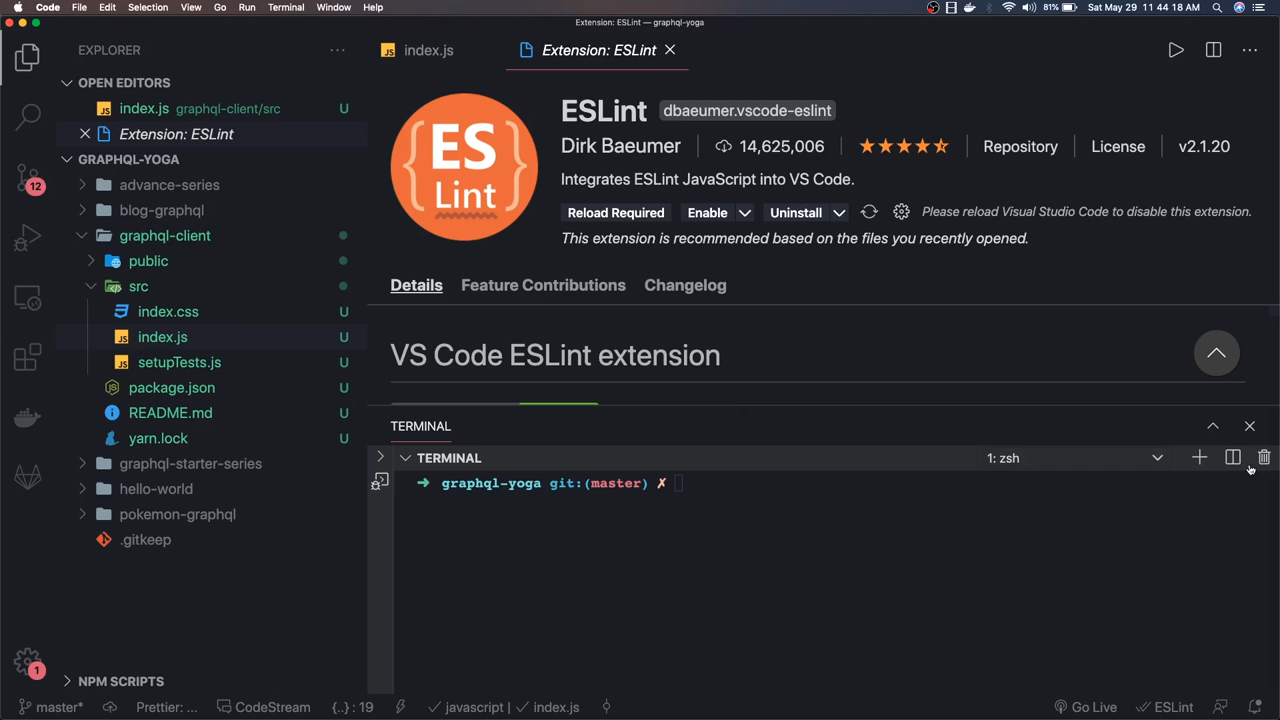 Code File Edit Selection View Go Run Terminal Window Help 81% Sat May 29 11 44 18 AM
Extension: ESLint — graphql-yoga
EXPLORER
OPEN EDITORS
index.js graphql-client/src U
Extension: ESLint
GRAPHQL-YOGA
advance-series
blog-graphql
graphql-client
public
src
index.css U
index.js U
setupTests.js U
package.json U
README.md U
yarn.lock U
graphql-starter-series
hello-world
pokemon-graphql
.gitkeep
NPM SCRIPTS
12
1
index.js
Extension: ESLint
ES
Lint
ESLint dbaeumer.vscode-eslint
Dirk Baeumer 14,625,006 Repository License v2.1.20
Integrates ESLint JavaScript into VS Code.
Reload Required Enable Uninstall Please reload Visual Studio Code to disable this extension.
This extension is recommended based on the files you recently opened.
Details Feature Contributions Changelog
VS Code ESLint extension
TERMINAL
TERMINAL 1: zsh
➜ graphql-yoga git:(master) ✗
master* Prettier: ... CodeStream {..} : 19 javascript | ✓ index.js Go Live ESLint